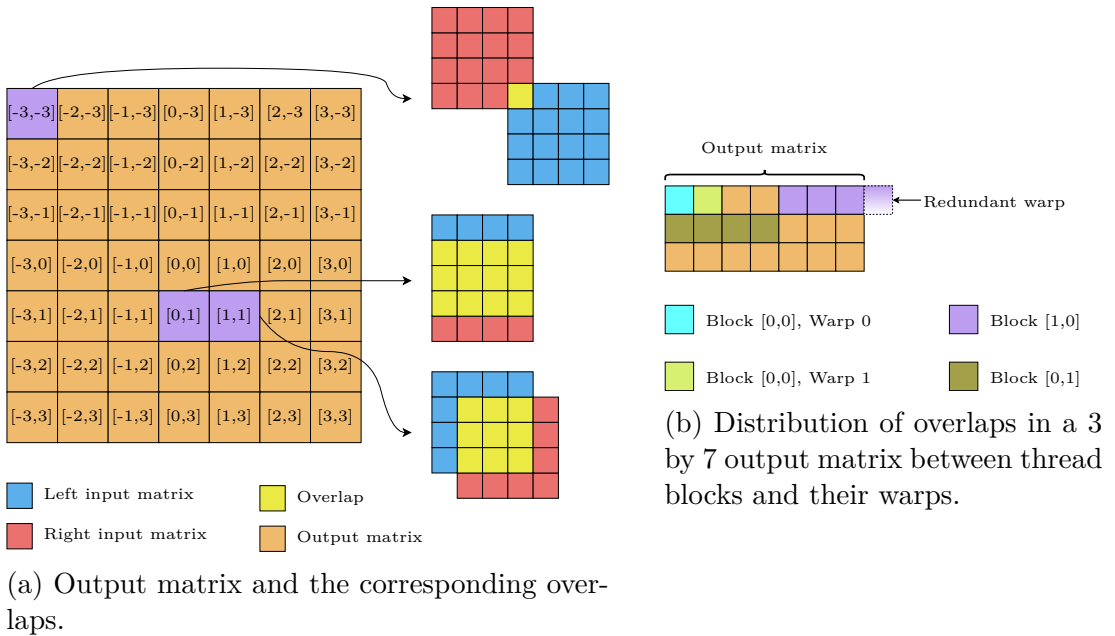 [-3,-3] [-2,-3] [-1,-3] [0,-3] [1,-3] [2,-3 [3,-3]
[-3,-2] [-2,-2] [-1,-2] [0,-2] [1,-2] [2,-2] [3,-2]
[-3,-1] [-2,-1] [-1,-1] [0,-1] [1,-1] [2,-1] [3,-1]
[-3,0] [-2,0] [-1,0] [0,0] [1,0] [2,0] [3,0]
[-3,1] [-2,1] [-1,1] [0,1] [1,1] [2,1] [3,1]
[-3,2] [-2,2] [-1,2] [0,2] [1,2] [2,2] [3,2]
[-3,3] [-2,3] [-1,3] [0,3] [1,3] [2,3] [3,3]
Left input matrix
Overlap
Right input matrix
Output matrix
(a) Output matrix and the corresponding over-
laps.
Output matrix
Redundant warp
Block [0,0], Warp 0
Block [1,0]
Block [0,0], Warp 1
Block [0,1]
(b) Distribution of overlaps in a 3
by 7 output matrix between thread
blocks and their warps.